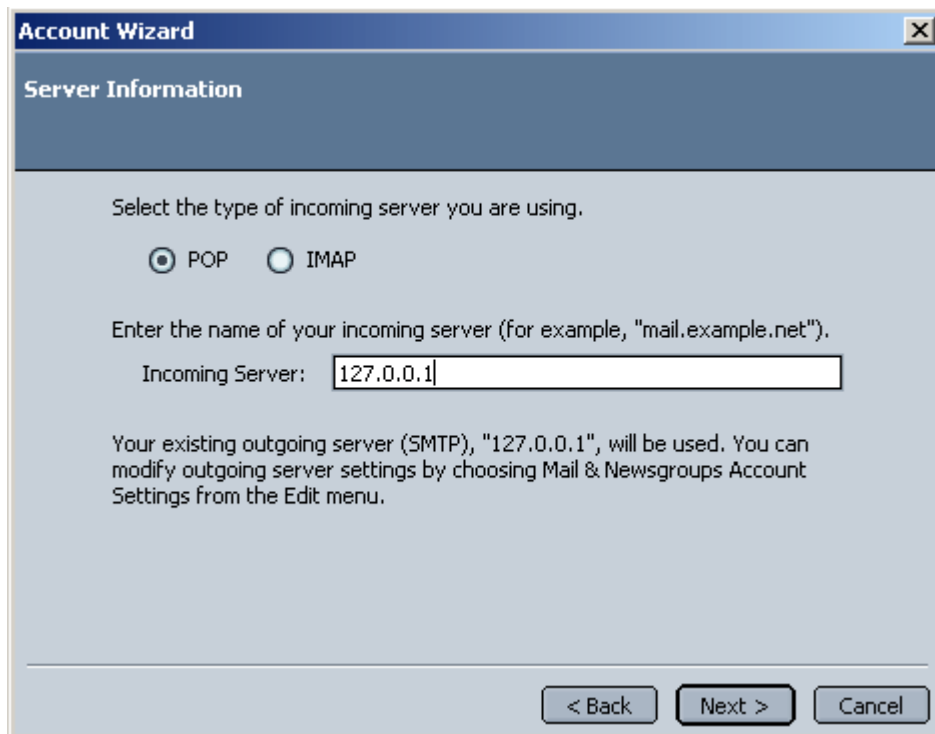 Account Wizard
Server Information
Select the type of incoming server you are using.
POP IMAP
Enter the name of your incoming server (for example, "mail.example.net").
Incoming Server: 127.0.0.1
Your existing outgoing server (SMTP), "127.0.0.1", will be used. You can
modify outgoing server settings by choosing Mail & Newsgroups Account
Settings from the Edit menu.
< Back Next > Cancel